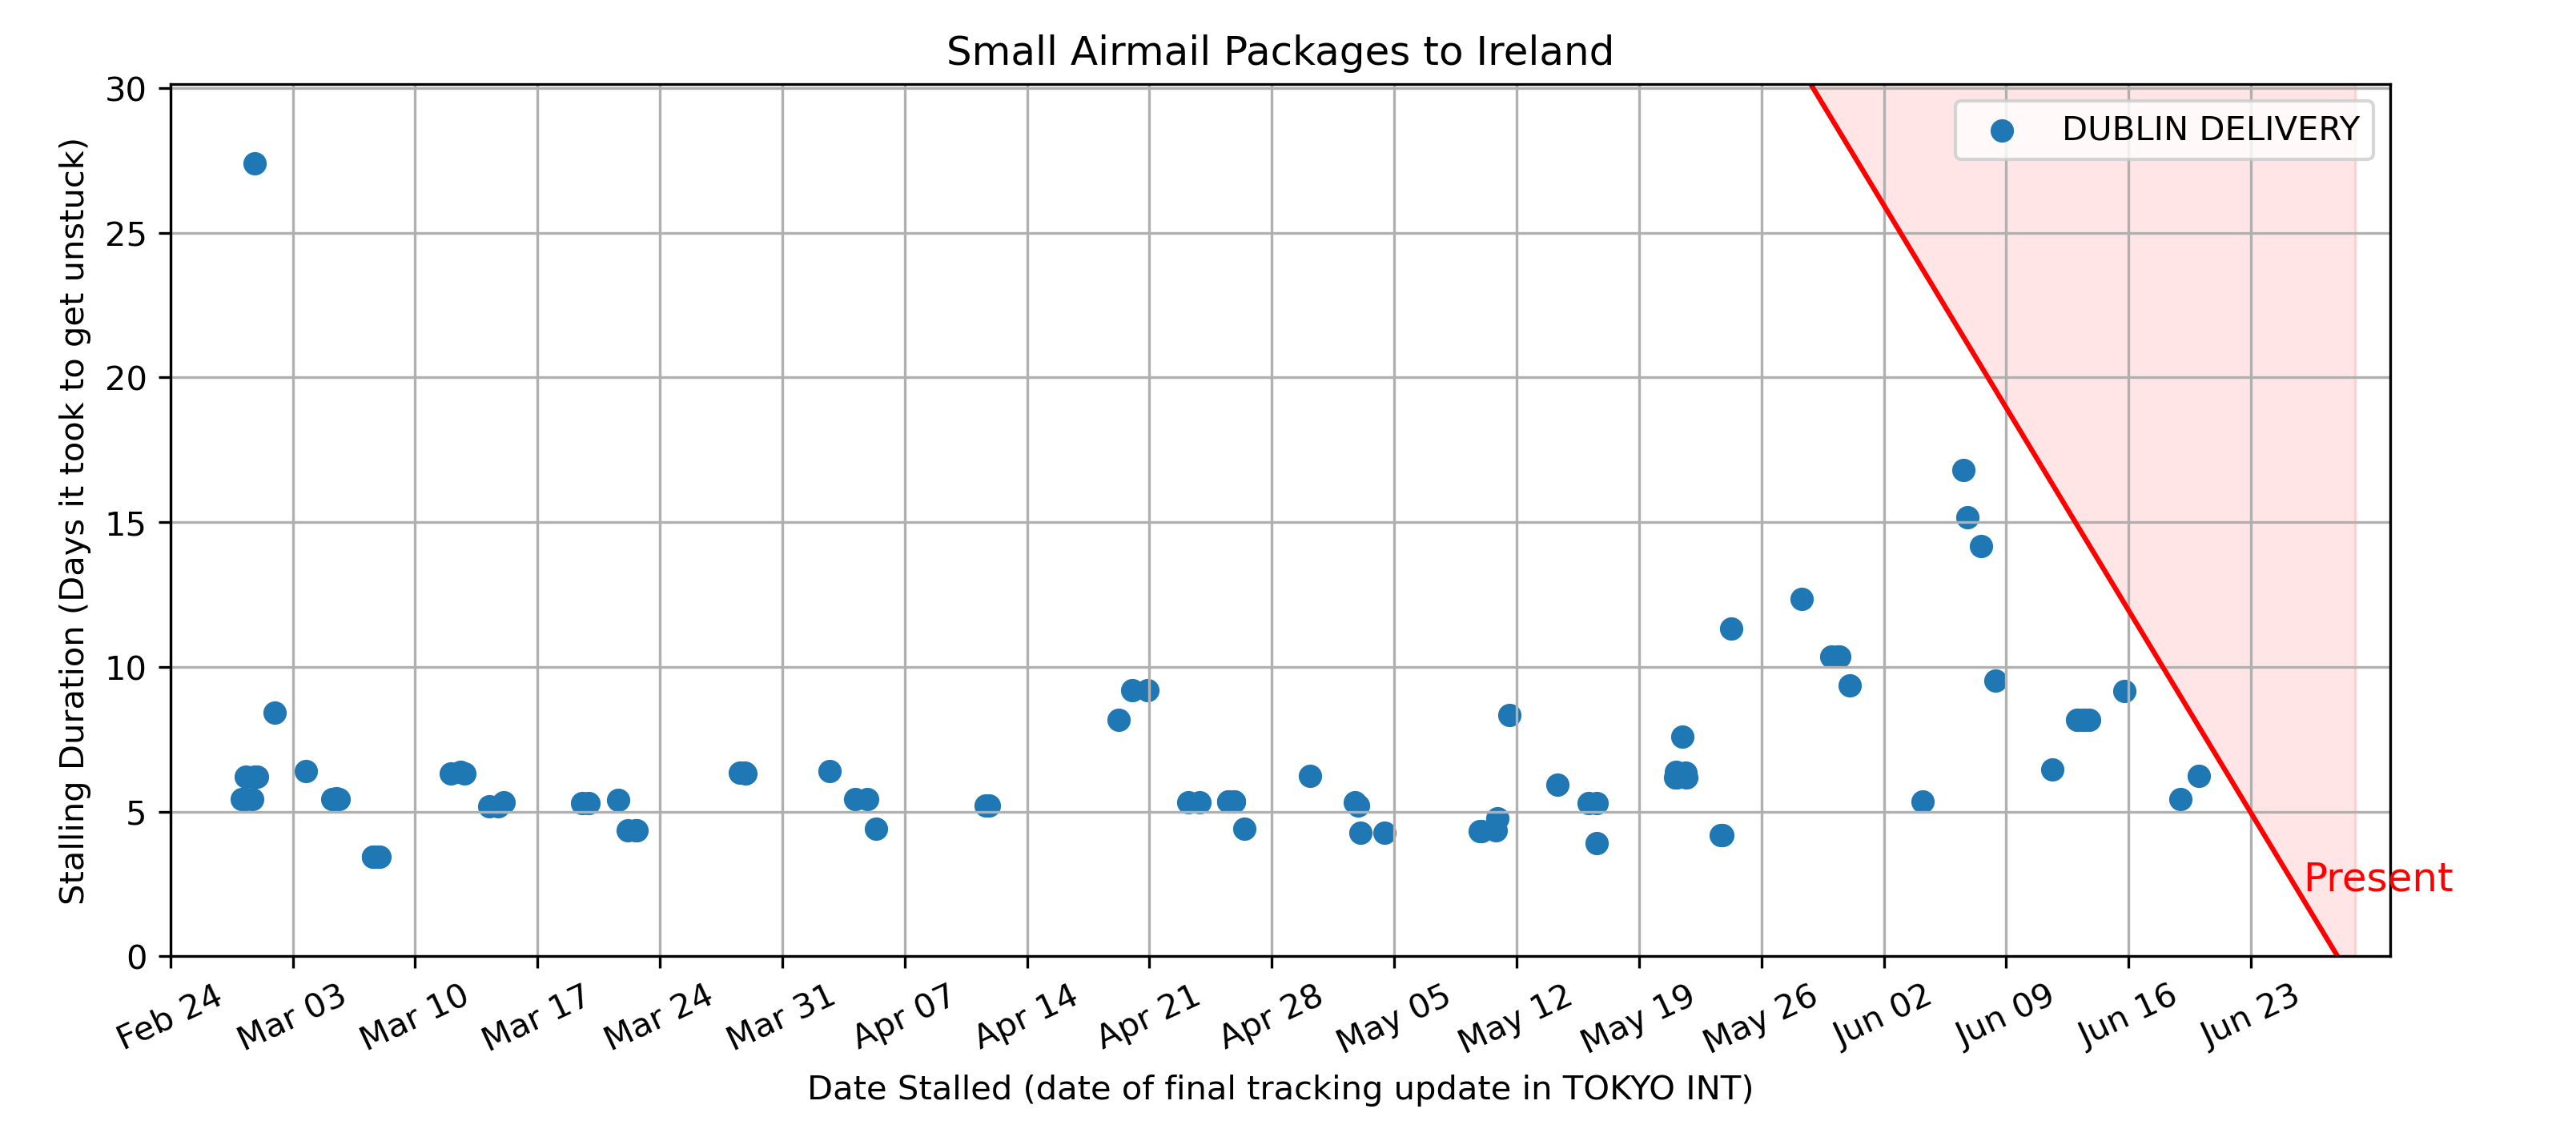 Small Airmail Packages to Ireland
DUBLIN DELIVERY
30
25
20
15
10
5
0
Stalling Duration (Days it took to get unstuck)
Present
Feb 24
Mar 03
Mar 10
Mar 17
Mar 24
Mar 31
Apr 07
Apr 14
Apr 21
Apr 28
May 05
May 12
May 19
May 26
Jun 02
Jun 09
Jun 16
Jun 23
Date Stalled (date of final tracking update in TOKYO INT)